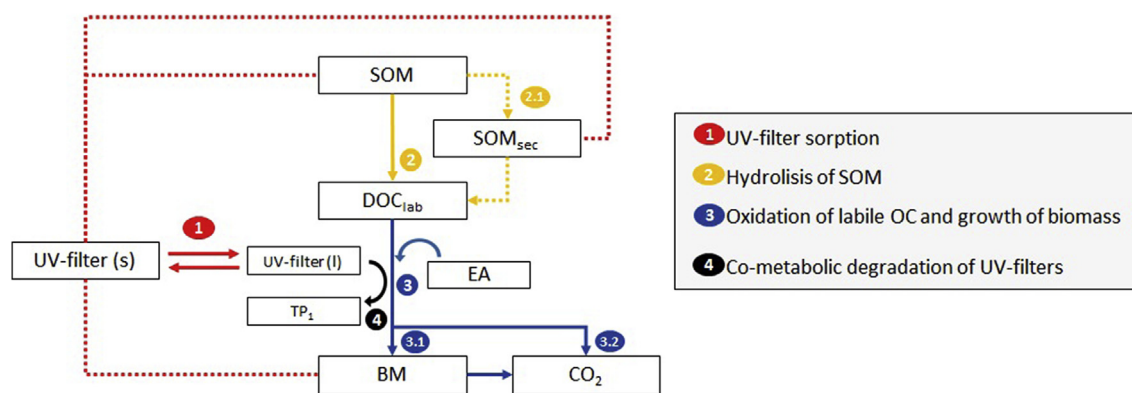 SOM
2.1
SOMsec
2
DOClab
1
UV-filter (s)
UV-filter(l)
EA
3
TP1
4
3.1
3.2
BM
CO2
1 UV-filter sorption
2 Hydrolisis of SOM
3 Oxidation of labile OC and growth of biomass
4 Co-metabolic degradation of UV-filters